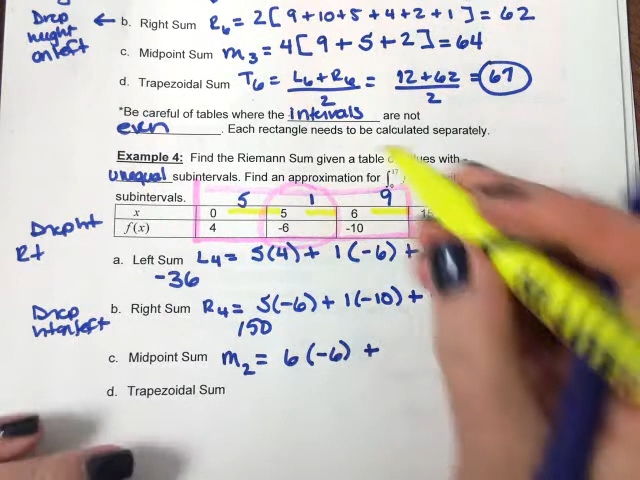 Drop height on left ← b. Right Sum R₆ = 2[9+10+5+4+2+1] = 62
c. Midpoint Sum m₃ = 4[9+5+2] = 64
d. Trapezoidal Sum T₆ = L₆+R₆/2 = 72+62/2 = 67
*Be careful of tables where the intervals are not
even. Each rectangle needs to be calculated separately.
Example 4: Find the Riemann Sum given a table with
unequal subintervals. Find an approximation for ∫
subintervals. 5 1 9
x 0 5 6
f(x) 4 -6 -10
Drop ht Rt
a. Left Sum L₄ = 5(4) + 1(-6) +
-36
Drop
b. Right Sum R₄ = 5(-6) + 1(-10) +
150
c. Midpoint Sum m₂ = 6(-6) +
d. Trapezoidal Sum